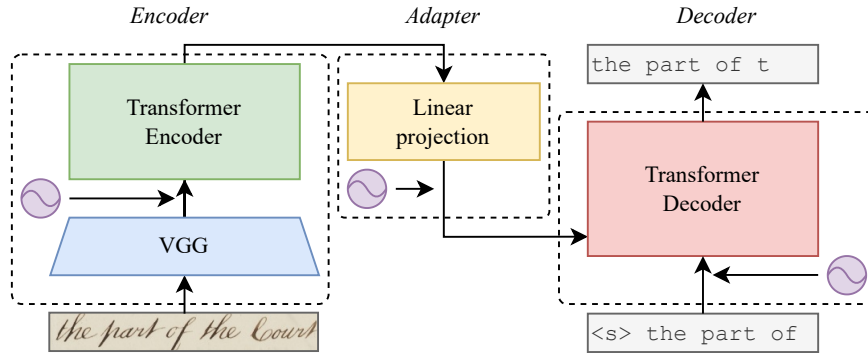 Encoder
Adapter
Decoder
Transformer
Encoder
VGG
the part of the Court
Linear
projection
the part of t
Transformer
Decoder
<s> the part of